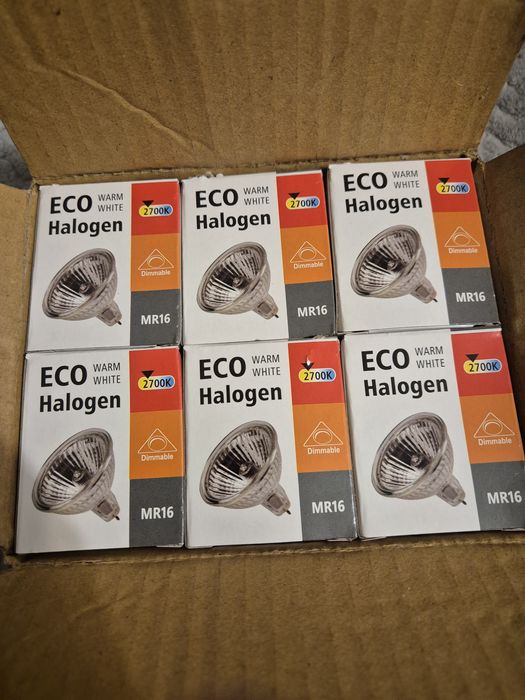 ECO WARM WHITE
Halogen
2700K
Dimmable
MR16
ECO WARM WHITE
Halogen
2700K
Dimmable
MR16
ECO WARM WHITE
Halogen
2700K
Dimmable
MR16
ECO WARM WHITE
Halogen
2700K
Dimmable
MR16
ECO WARM WHITE
Halogen
2700K
Dimmable
MR16
ECO WARM WHITE
Halogen
2700K
Dimmable
MR16